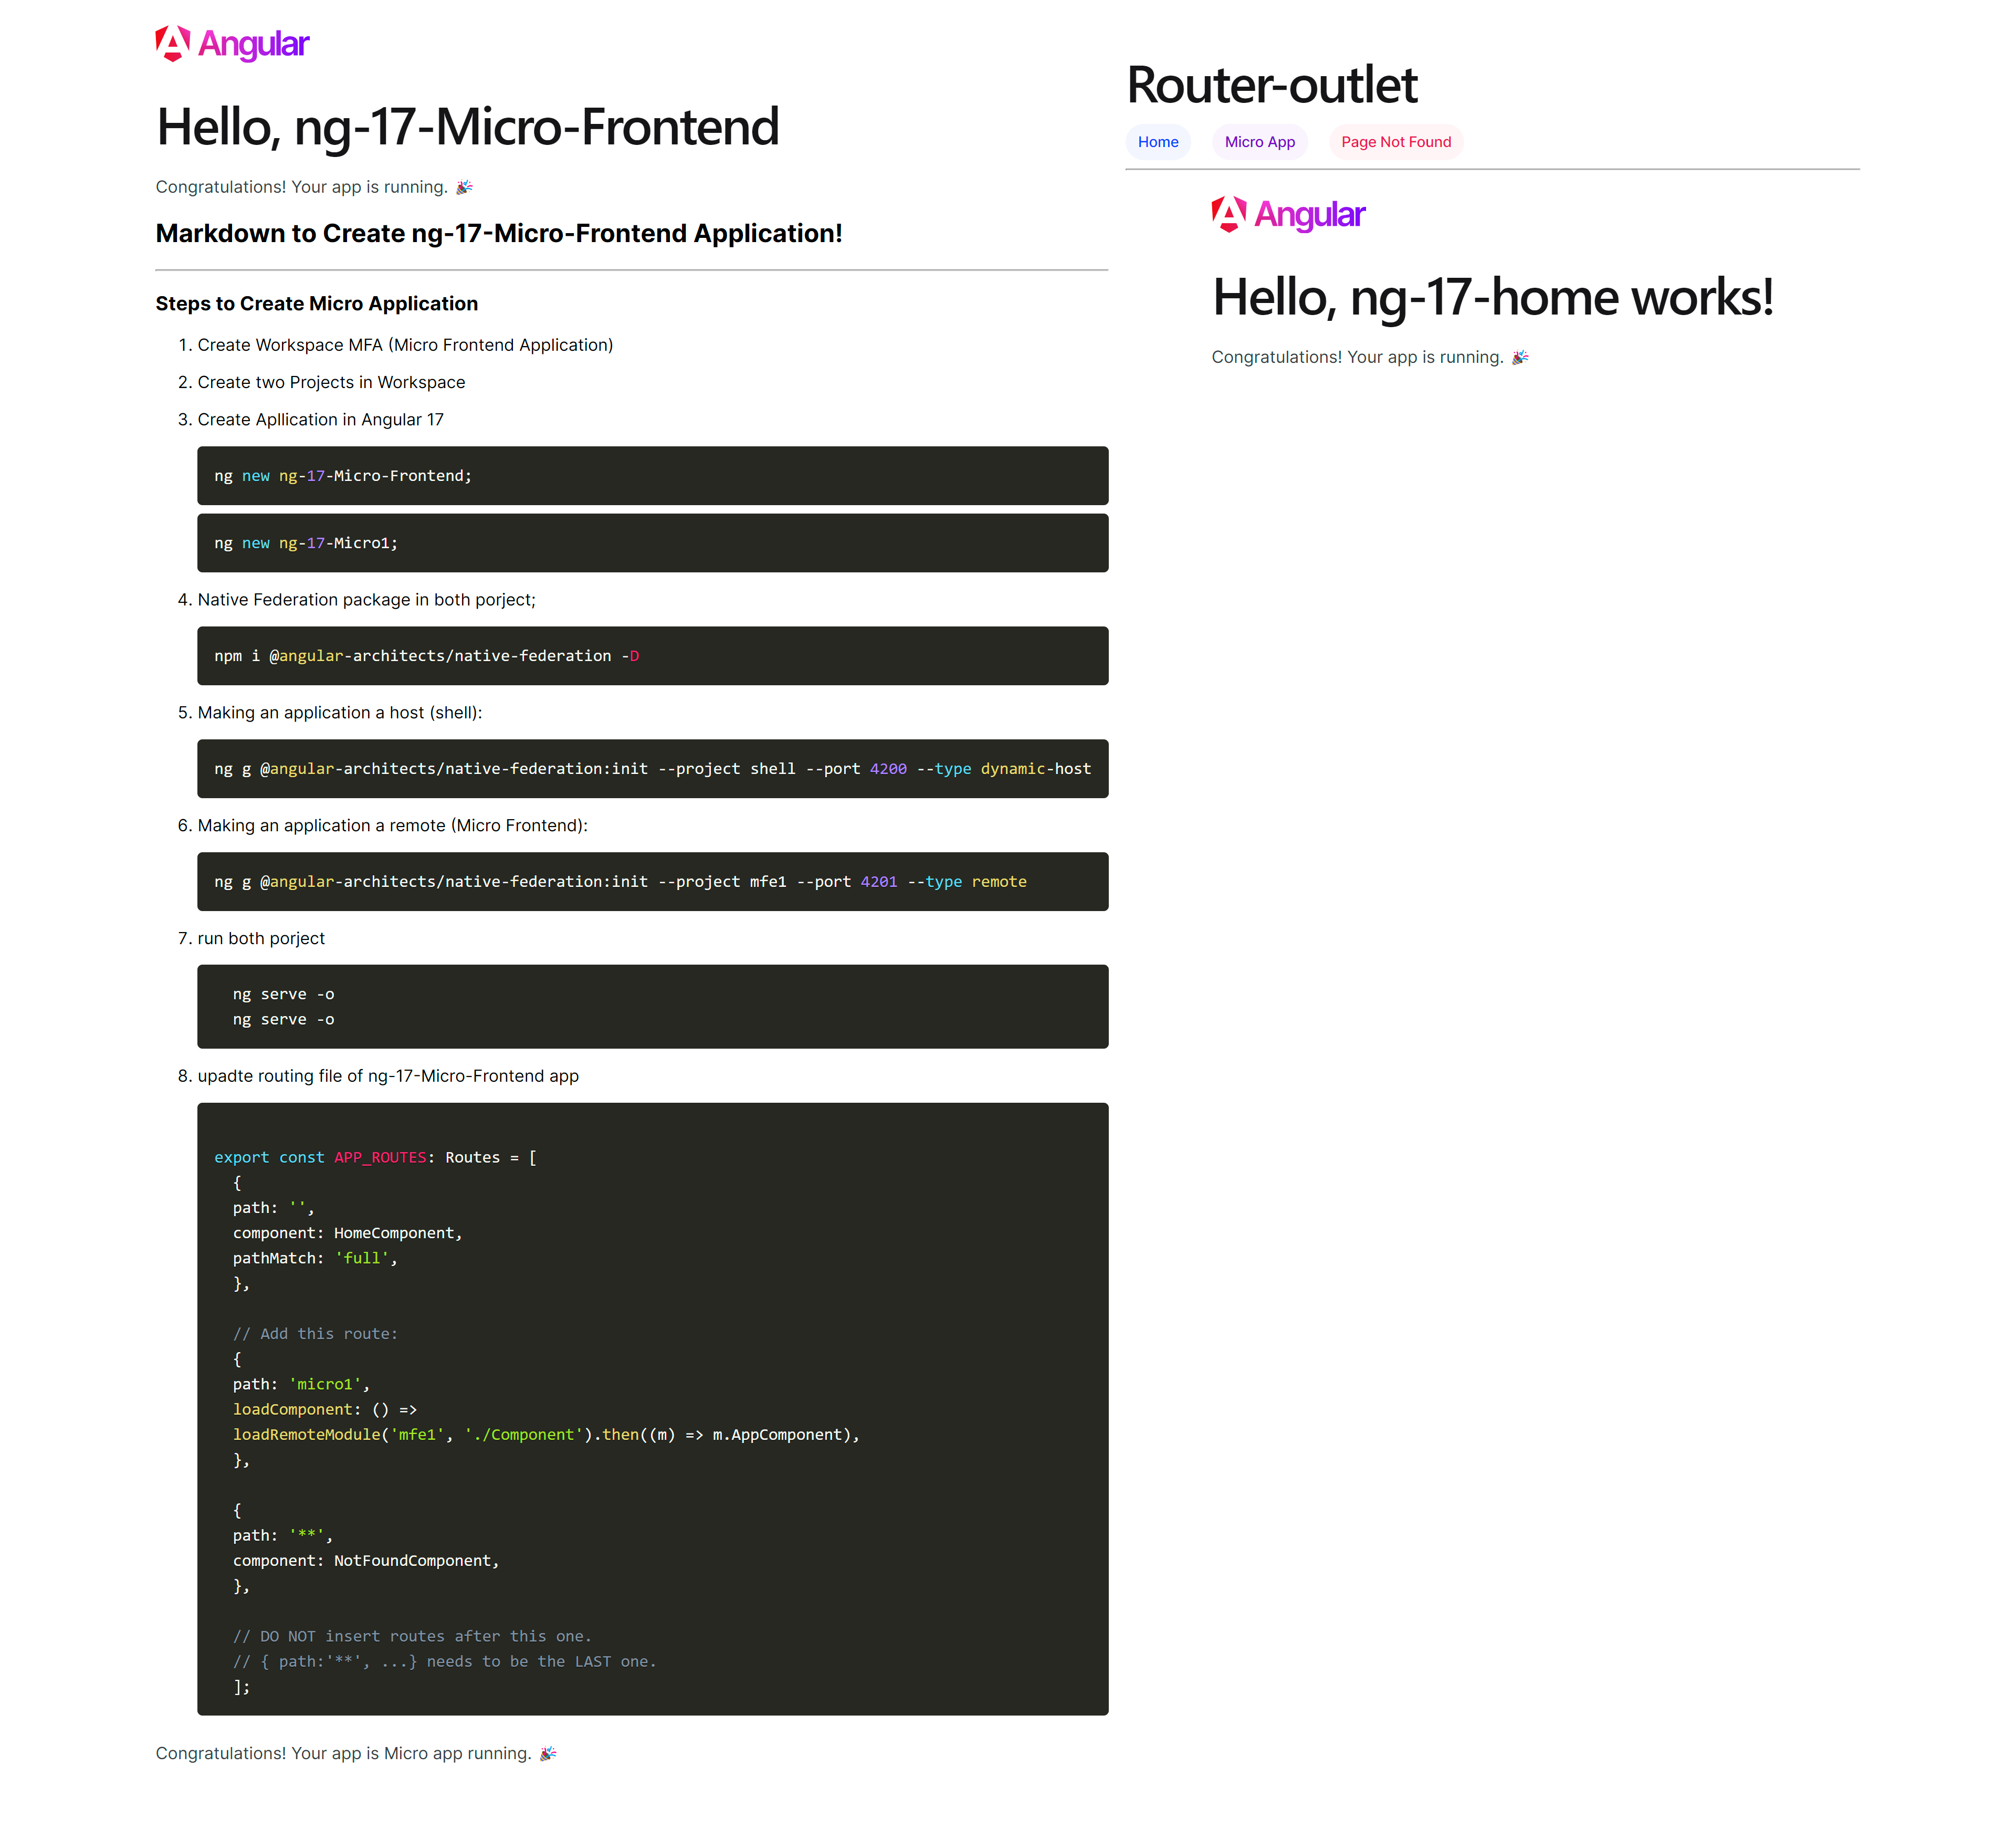 Angular
Hello, ng-17-Micro-Frontend
Congratulations! Your app is running. 🎉
Markdown to Create ng-17-Micro-Frontend Application!
Steps to Create Micro Application
1. Create Workspace MFA (Micro Frontend Application)
2. Create two Projects in Workspace
3. Create Apllication in Angular 17
ng new ng-17-Micro-Frontend;
ng new ng-17-Micro1;
4. Native Federation package in both porject;
npm i @angular-architects/native-federation -D
5. Making an application a host (shell):
ng g @angular-architects/native-federation:init --project shell --port 4200 --type dynamic-host
6. Making an application a remote (Micro Frontend):
ng g @angular-architects/native-federation:init --project mfe1 --port 4201 --type remote
7. run both porject
ng serve -o
ng serve -o
8. upadte routing file of ng-17-Micro-Frontend app
export const APP_ROUTES: Routes = [
{
path: '',
component: HomeComponent,
pathMatch: 'full',
},
// Add this route:
{
path: 'micro1',
loadComponent: () =>
loadRemoteModule('mfe1', './Component').then((m) => m.AppComponent),
},
{
path: '**',
component: NotFoundComponent,
},
// DO NOT insert routes after this one.
// { path:'**', ...} needs to be the LAST one.
];
Congratulations! Your app is Micro app running. 🎉
Router-outlet
Home Micro App Page Not Found
Angular
Hello, ng-17-home works!
Congratulations! Your app is running. 🎉